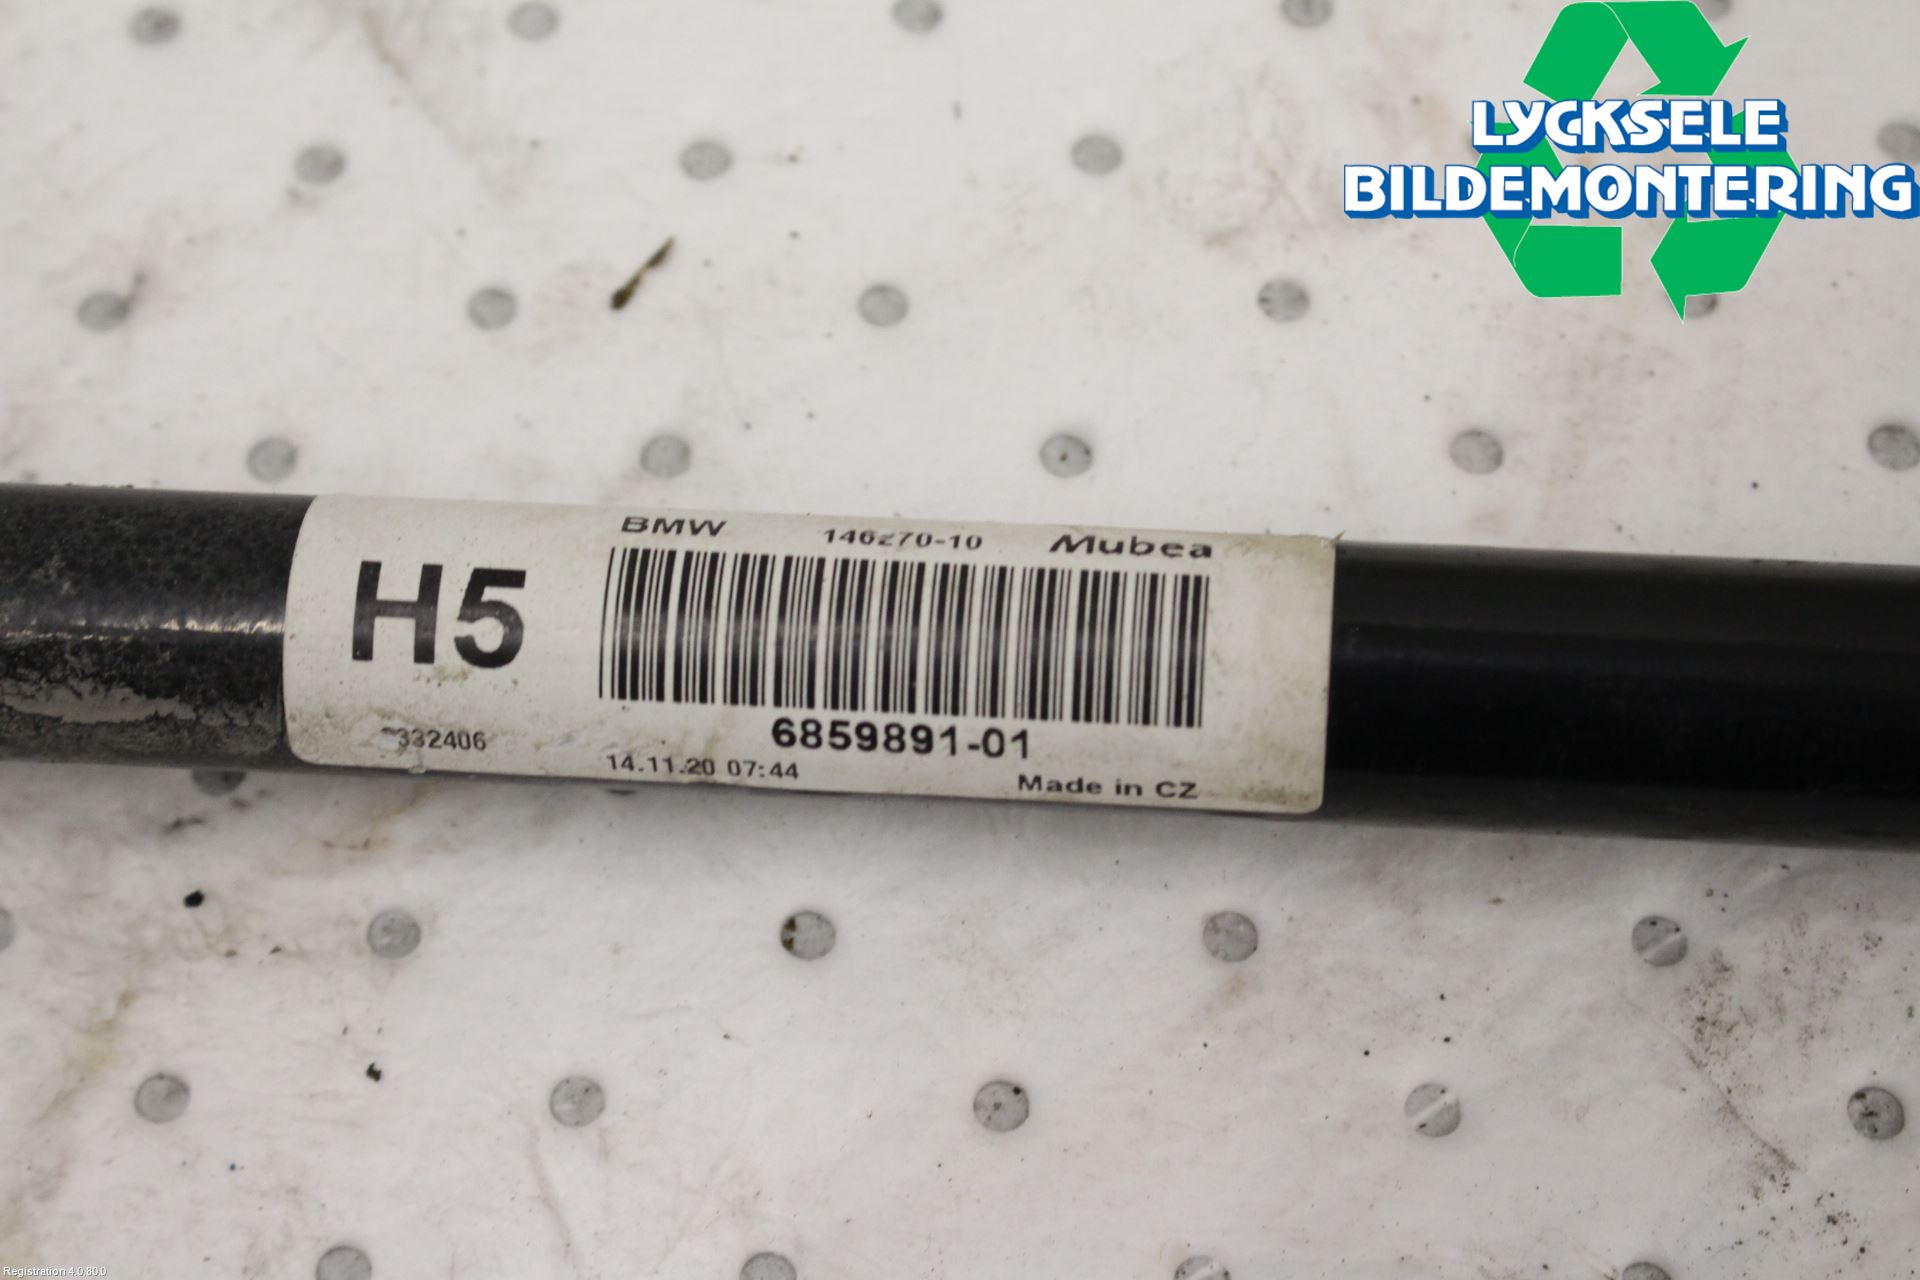 LYCKSELE
BILDEMONTERING
BMW 146270-10 Mubea
H5
6859891-01
332406
14.11.20 07:44
Made in CZ
Registration 4.0.80.0